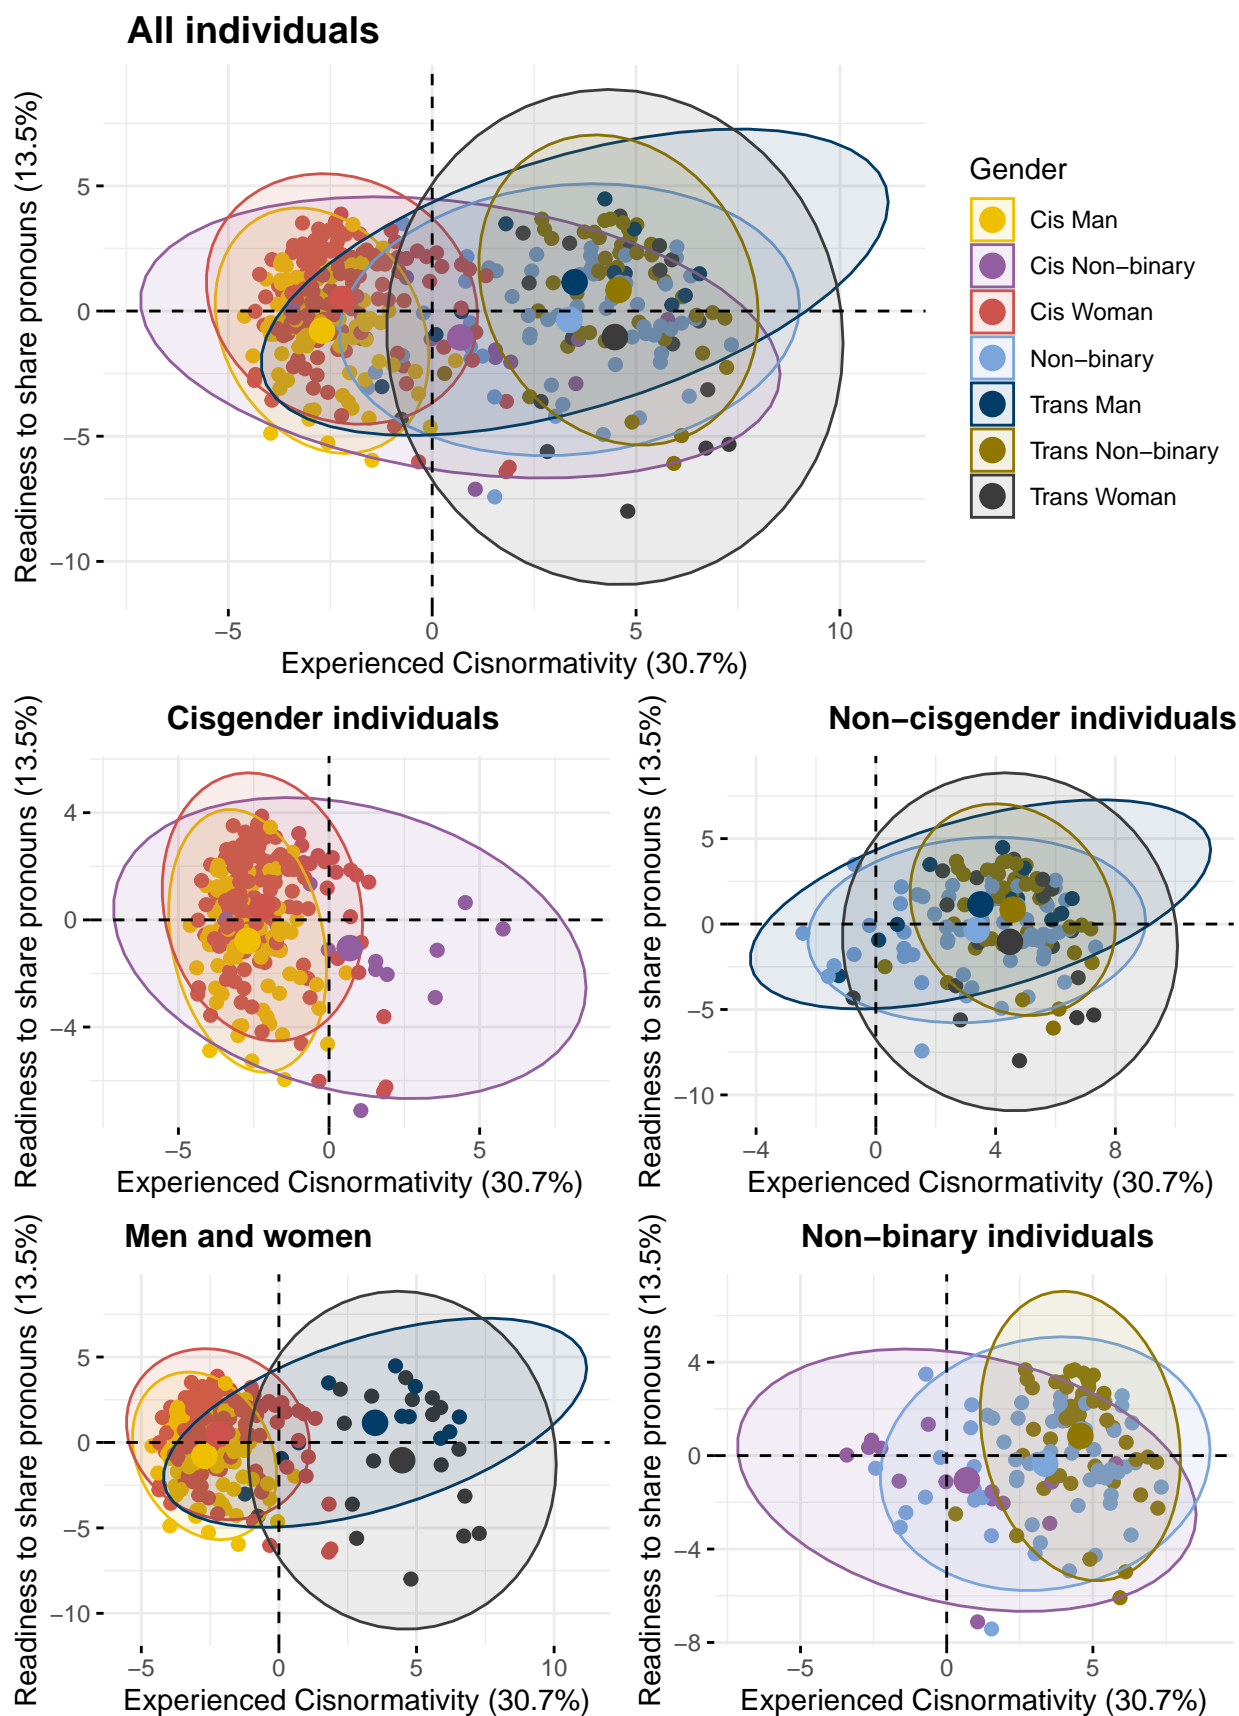 All individuals
Readiness to share pronouns (13.5%)
5
0
−5
−10
−5
0
5
10
Experienced Cisnormativity (30.7%)
Gender
Cis Man
Cis Non−binary
Cis Woman
Non−binary
Trans Man
Trans Non−binary
Trans Woman
Cisgender individuals
Readiness to share pronouns (13.5%)
4
0
−4
−5
0
5
Experienced Cisnormativity (30.7%)
Non−cisgender individuals
Readiness to share pronouns (13.5%)
5
0
−5
−10
−4
0
4
8
Experienced Cisnormativity (30.7%)
Men and women
Readiness to share pronouns (13.5%)
5
0
−5
−10
−5
0
5
10
Experienced Cisnormativity (30.7%)
Non−binary individuals
Readiness to share pronouns (13.5%)
4
0
−4
−8
−5
0
5
Experienced Cisnormativity (30.7%)